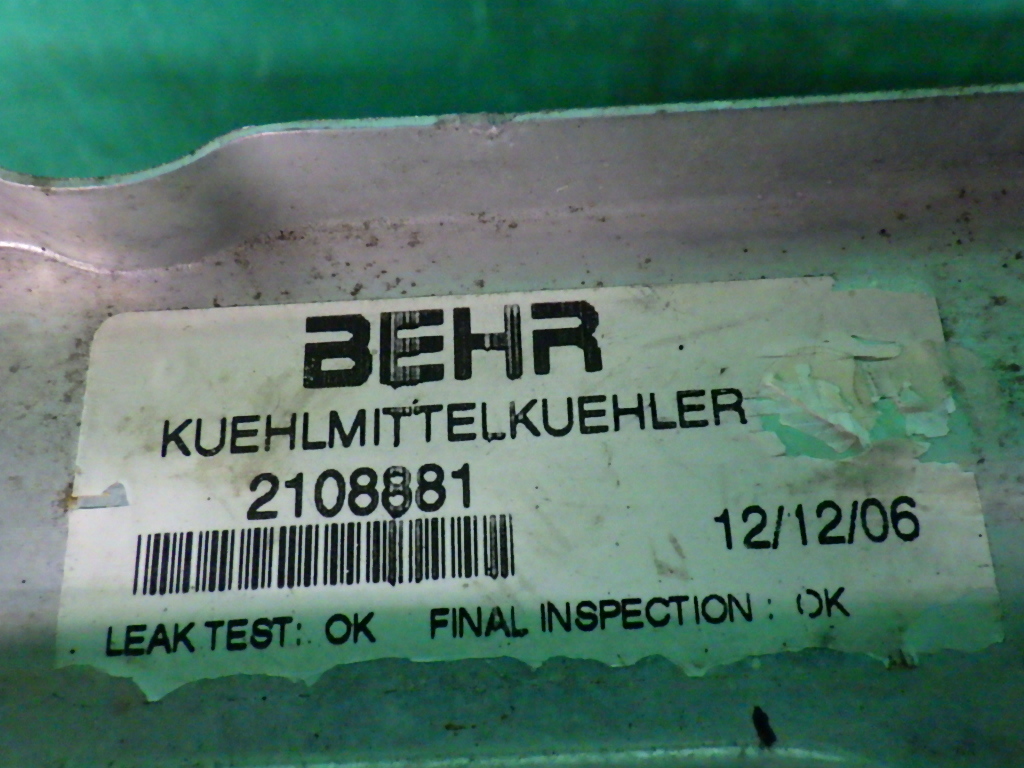 BEHR
KUEHLMITTELKUEHLER
2108881
12/12/06
LEAK TEST: OK FINAL INSPECTION : OK